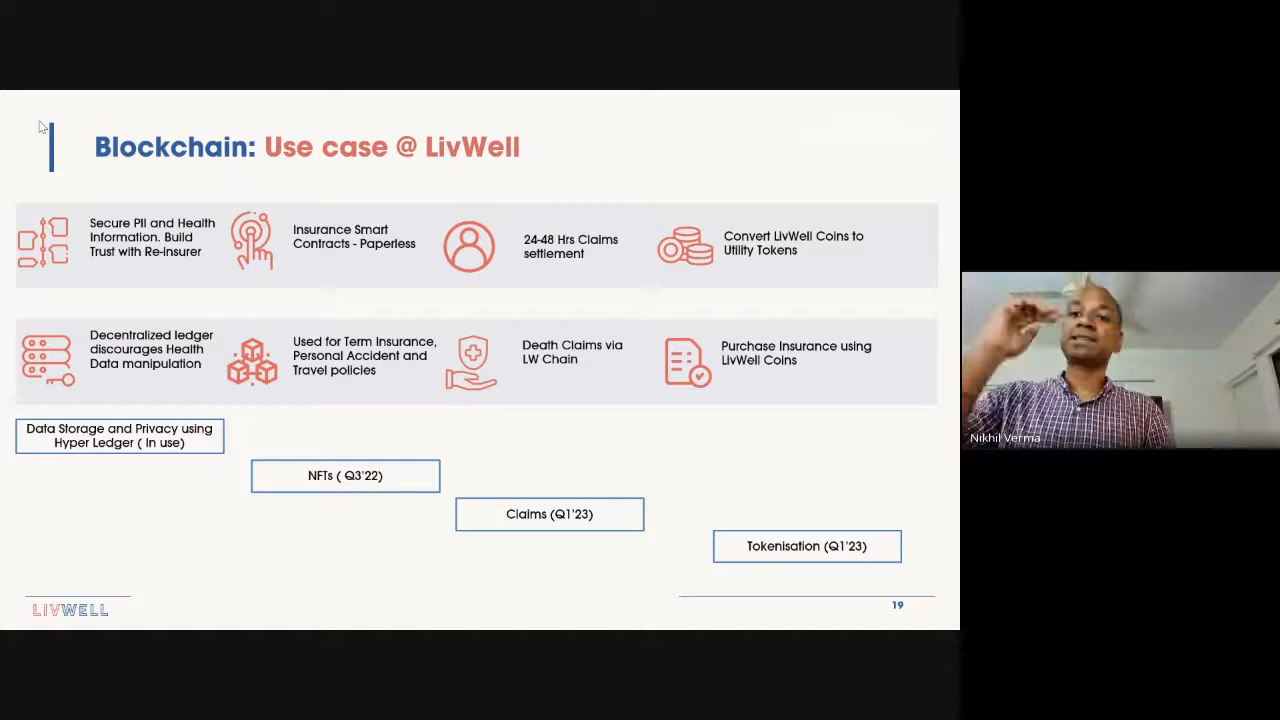 Blockchain: Use case @ LivWell
Secure PII and Health
Information. Build
Trust with Re-insurer
Insurance Smart
Contracts - Paperless
24-48 Hrs Claims
settlement
Convert LivWell Coins to
Utility Tokens
Decentralized ledger
discourages Health
Data manipulation
Used for Term Insurance,
Personal Accident and
Travel policies
Death Claims via
LW Chain
Purchase Insurance using
LivWell Coins
Data Storage and Privacy using
Hyper Ledger ( In use)
NFTs ( Q3'22)
Claims (Q1'23)
Tokenisation (Q1'23)
LIVWELL
19
Nikhil Verma